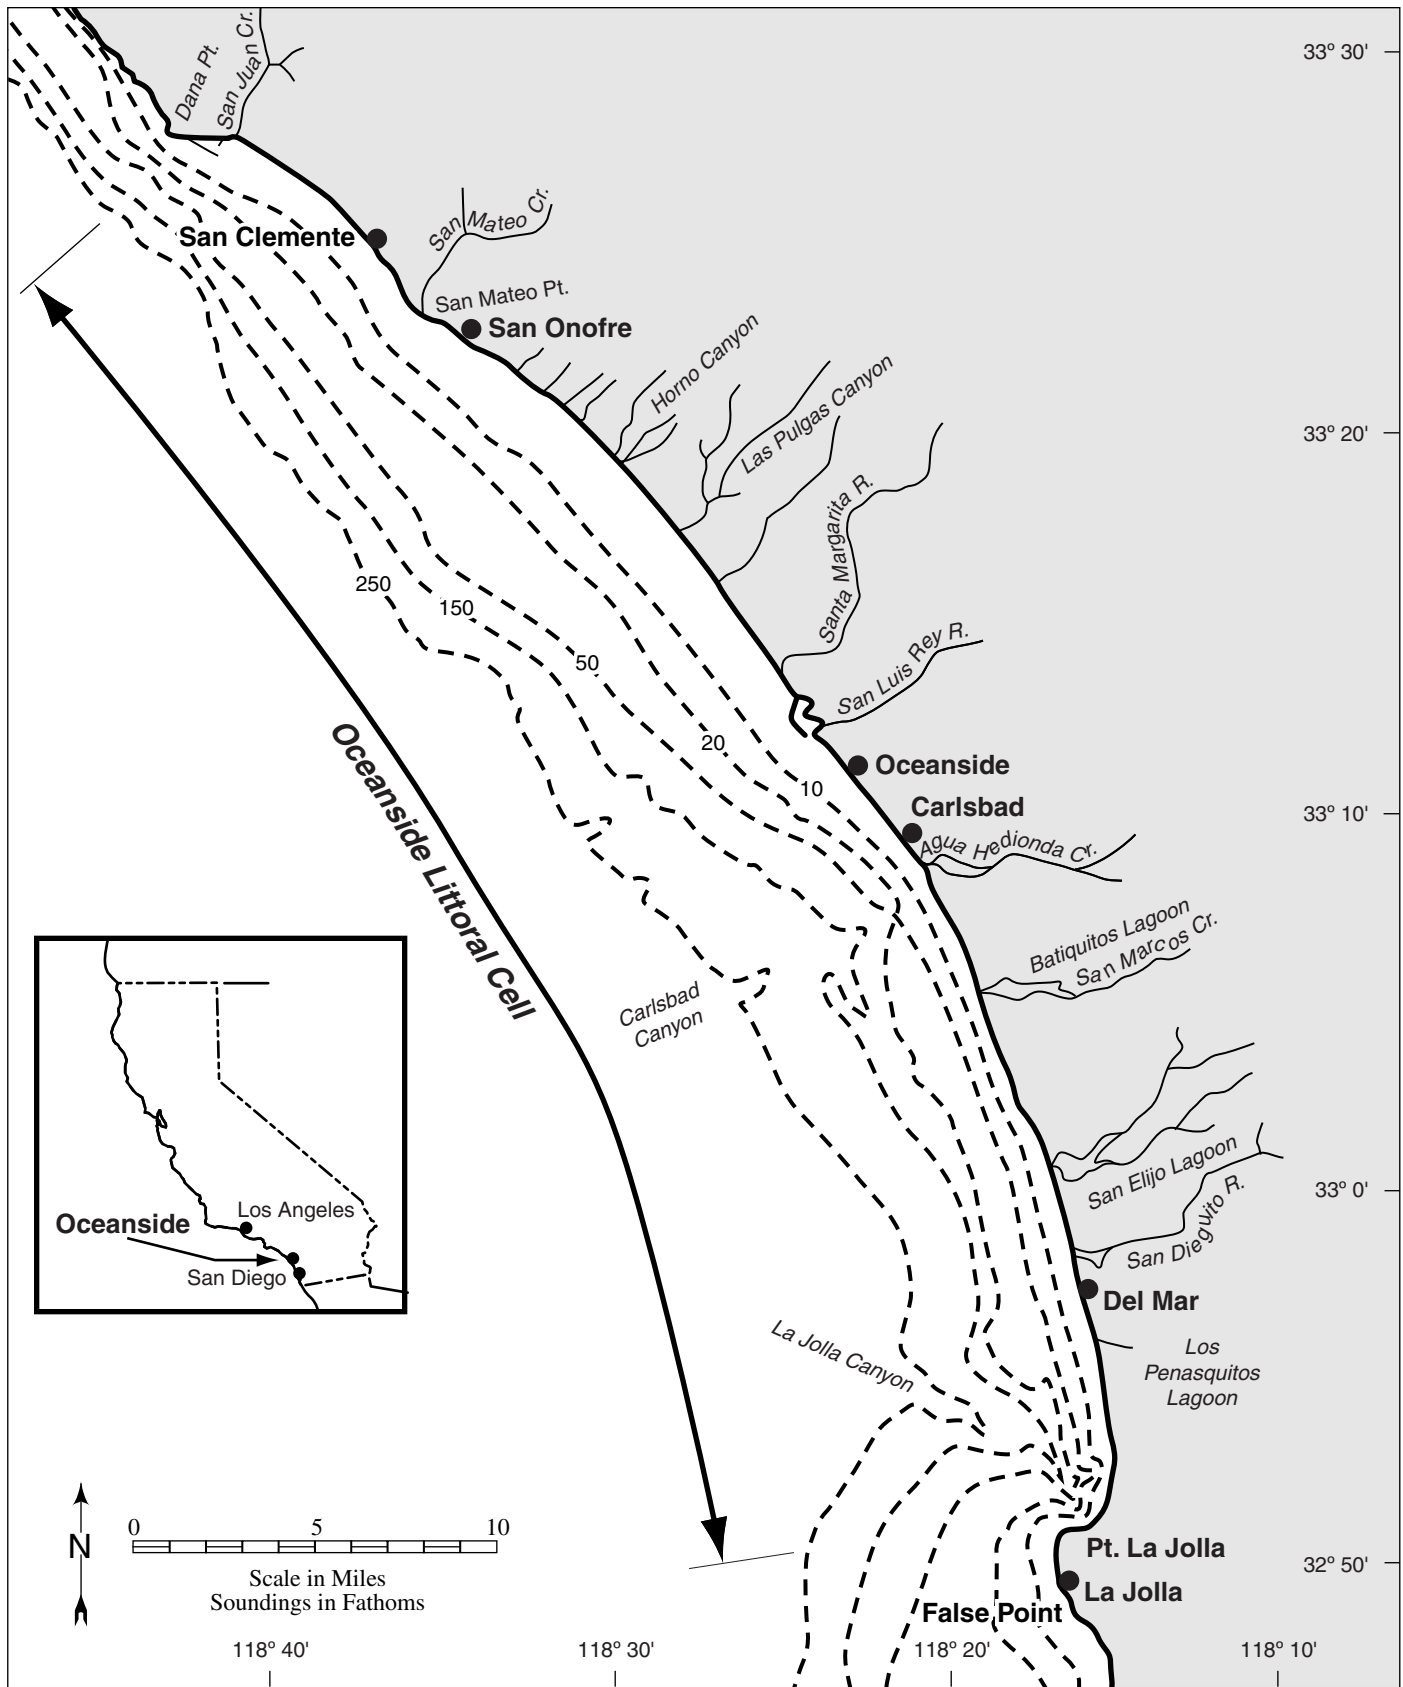 Dana Pt.
San Juan Cr.
33° 30'
San Mateo Cr.
San Clemente
San Mateo Pt.
San Onofre
Horno Canyon
Las Pulgas Canyon
33° 20'
Santa Margarita R.
250
150
San Luis Rey R.
50
20
Oceanside
10
Carlsbad
33° 10'
Agua Hedionda Cr.
Oceanside Littoral Cell
Batiquitos Lagoon
San Marcos Cr.
Carlsbad
Canyon
San Elijo Lagoon
33° 0'
San Dieguito R.
Los Angeles
Oceanside
San Diego
Del Mar
La Jolla Canyon
Los
Penasquitos
Lagoon
N
0 5 10
Scale in Miles
Soundings in Fathoms
Pt. La Jolla
32° 50'
La Jolla
False Point
118° 40'
118° 30'
118° 20'
118° 10'